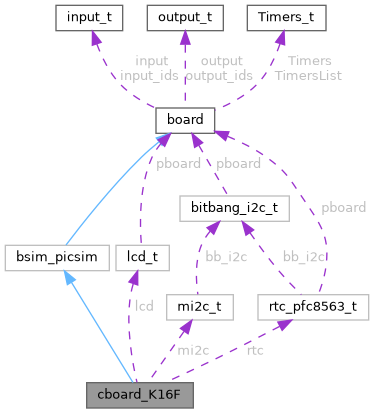 input_t
output_t
Timers_t
input
input_ids
output
output_ids
Timers
TimersList
board
pboard
pboard
pboard
bitbang_i2c_t
bsim_picsim
lcd_t
bb_i2c
bb_i2c
mi2c_t
rtc_pfc8563_t
lcd
mi2c
rtc
cboard_K16F